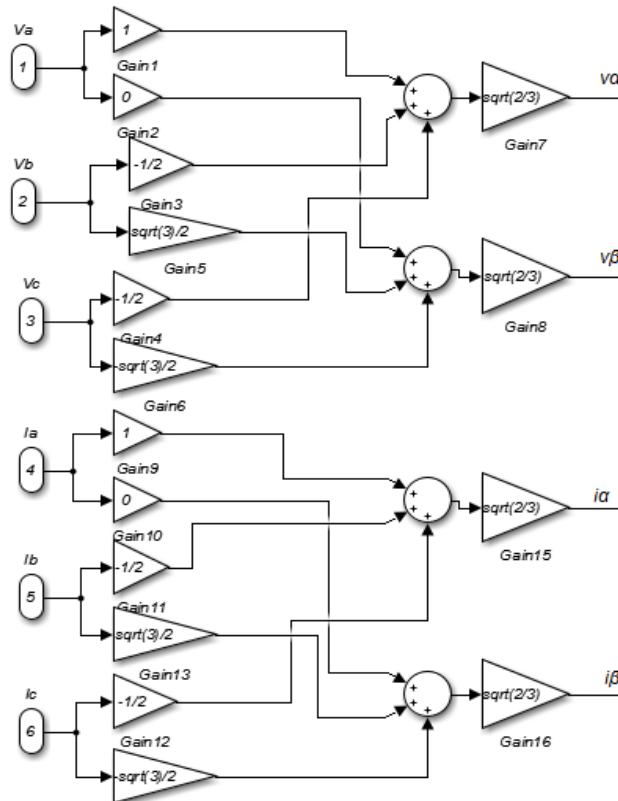 Va
1
1
Gain1
0
Gain2
Vb
2
-1/2
Gain3
sqrt(3)/2
Gain5
Vc
3
-1/2
Gain4
-sqrt(3)/2
Gain6
+
+
+
sqrt(2/3)
Gain7
vα
+
+
+
sqrt(2/3)
Gain8
vβ
Ia
4
1
Gain9
0
Gain10
Ib
5
-1/2
Gain11
sqrt(3)/2
Gain13
Ic
6
-1/2
Gain12
-sqrt(3)/2
+
+
+
sqrt(2/3)
Gain15
iα
+
+
+
sqrt(2/3)
Gain16
iβ